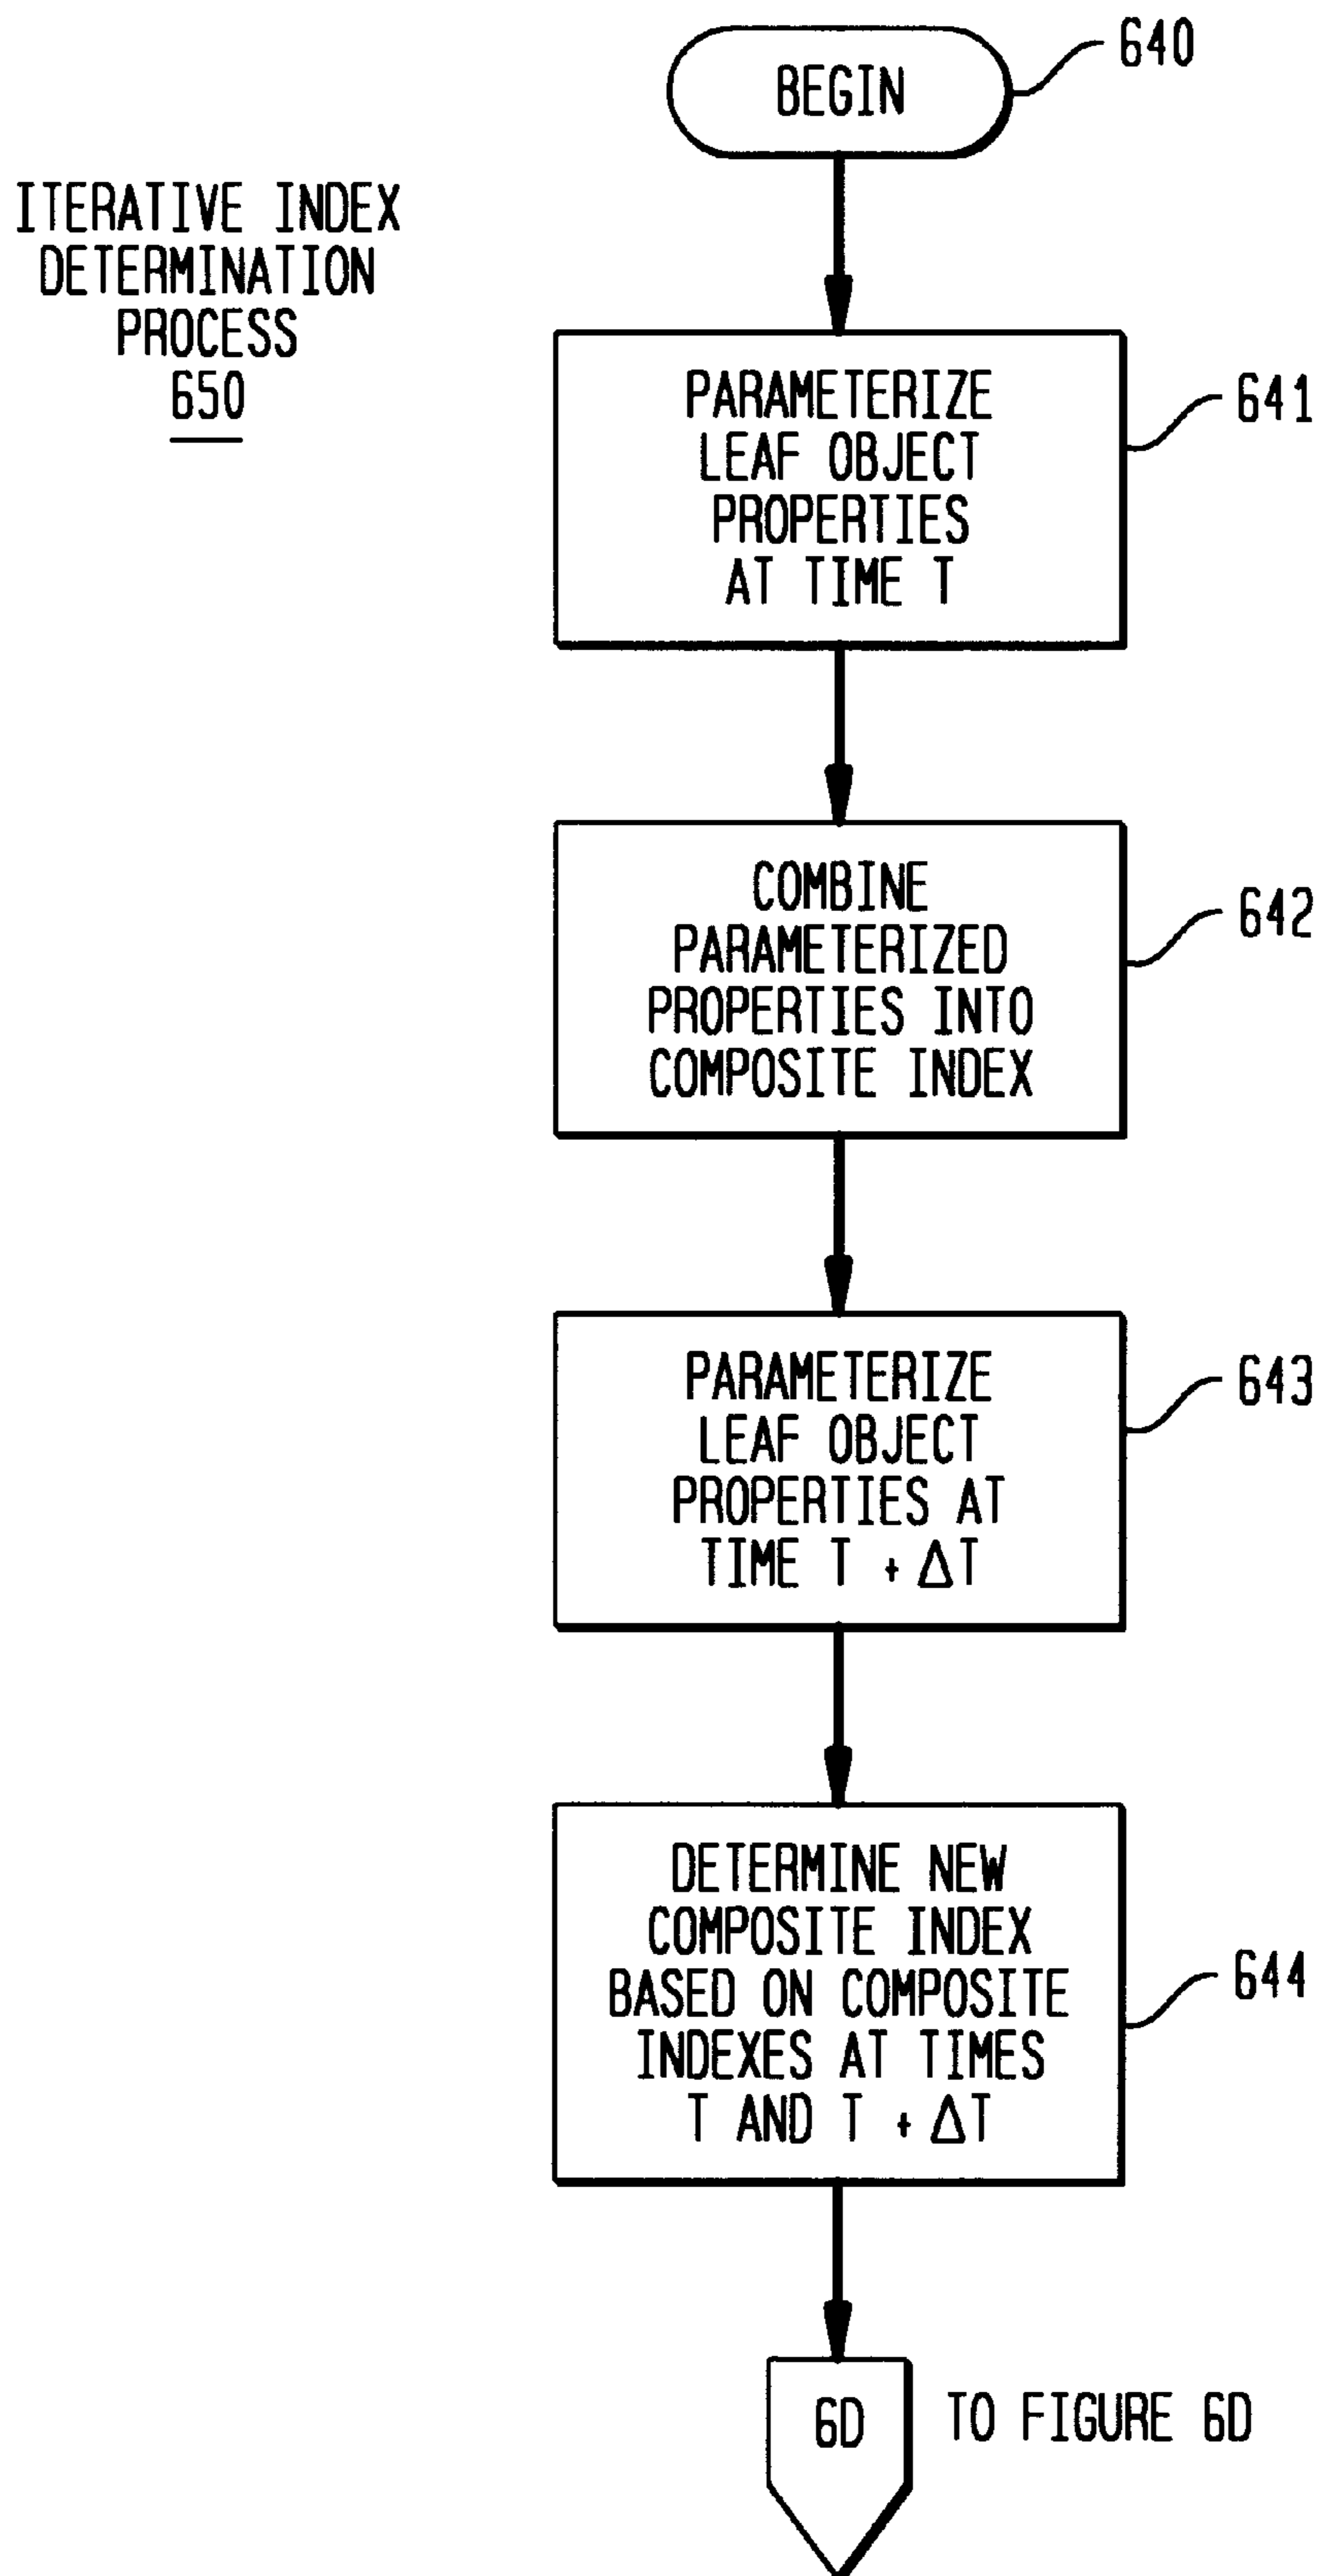 BEGIN
640
ITERATIVE INDEX
DETERMINATION
PROCESS
650
PARAMETERIZE
LEAF OBJECT
PROPERTIES
AT TIME T
641
COMBINE
PARAMETERIZED
PROPERTIES INTO
COMPOSITE INDEX
642
PARAMETERIZE
LEAF OBJECT
PROPERTIES AT
TIME T + ΔT
643
DETERMINE NEW
COMPOSITE INDEX
BASED ON COMPOSITE
INDEXES AT TIMES
T AND T + ΔT
644
6D
TO FIGURE 6D